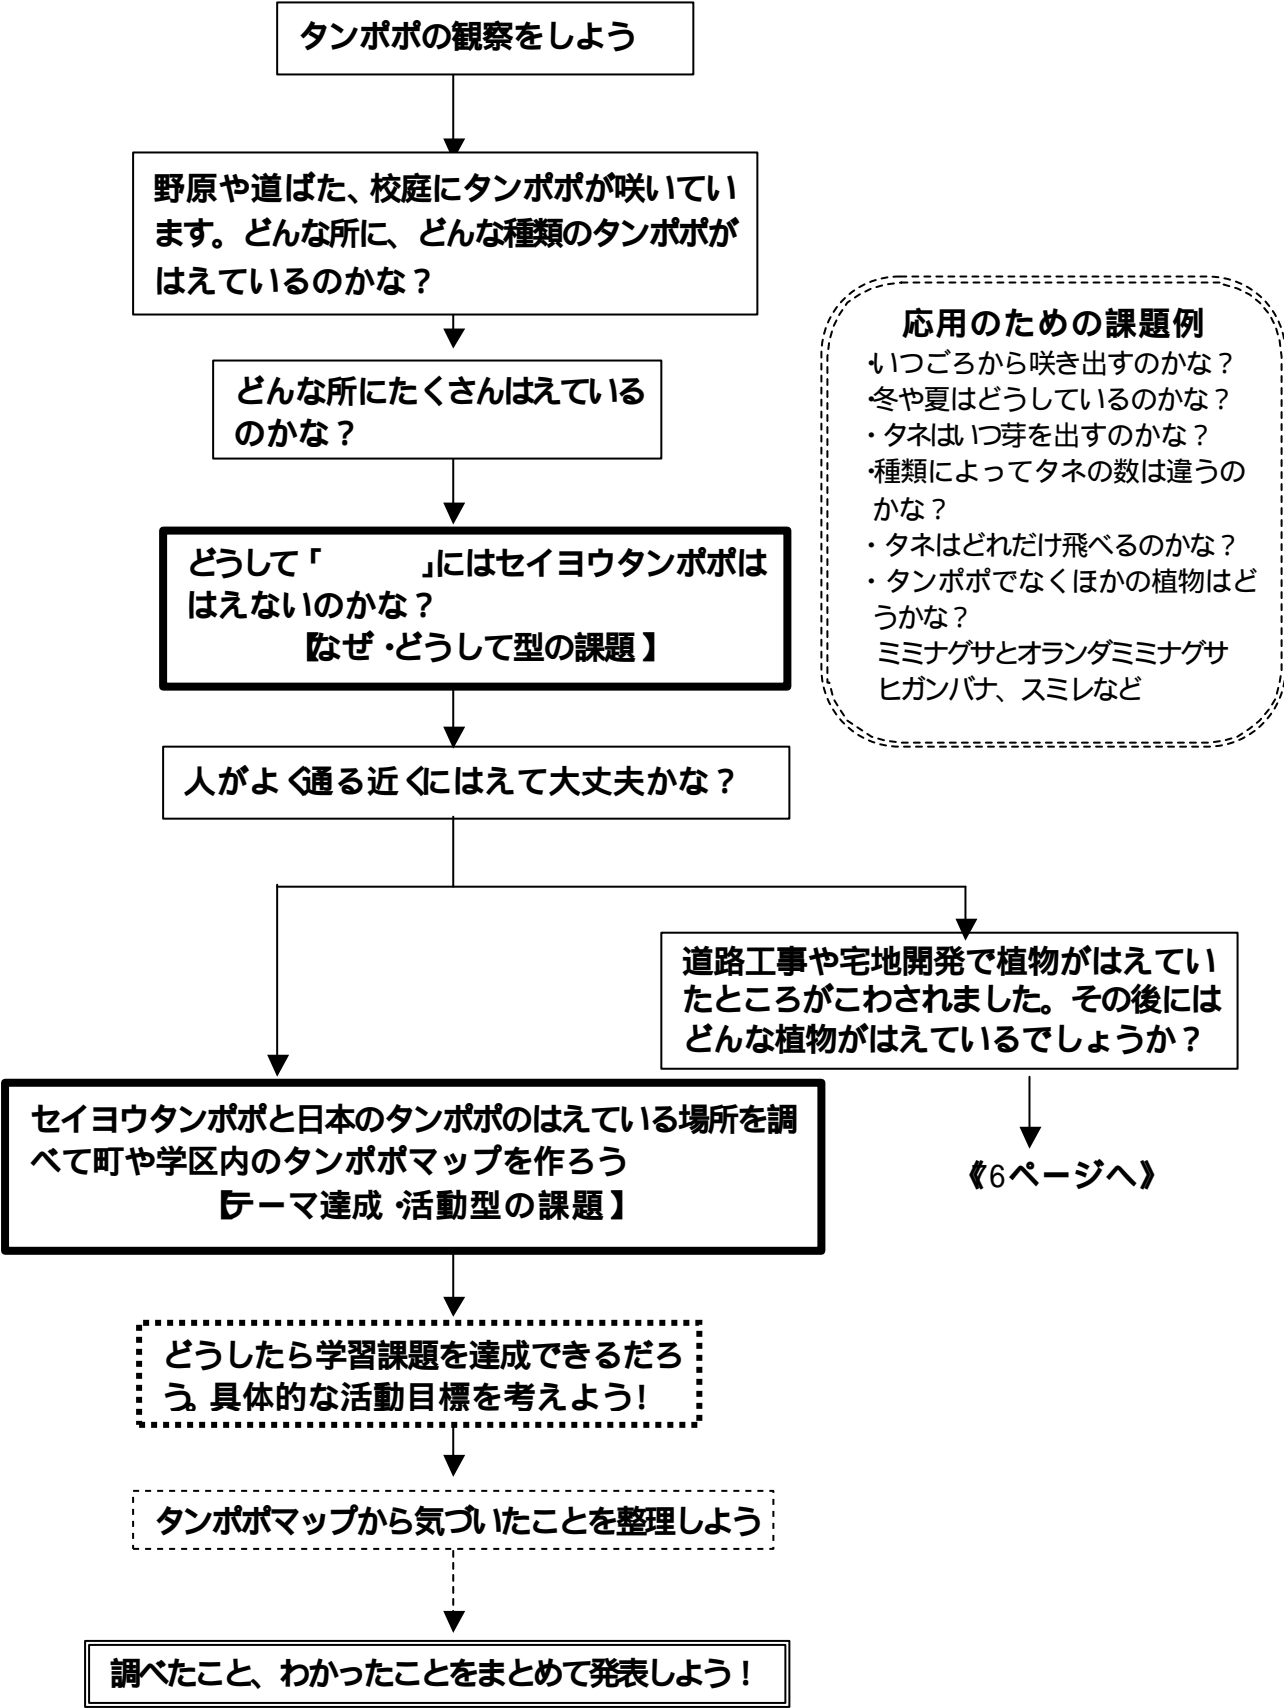 タンポポの観察をしよう
野原や道ばた、校庭にタンポポが咲いてい
ます。どんな所に、どんな種類のタンポポが
はえているのかな？
どんな所にたくさんはえている
のかな？
どうして「　　　」にはセイヨウタンポポは
はえないのかな？
【なぜ・どうして型の課題】
人がよく通る近くにはえて大丈夫かな？
応用のための課題例
・いつごろから咲き出すのかな？
・冬や夏はどうしているのかな？
・タネはいつ芽を出すのかな？
・種類によってタネの数は違うの
かな？
・タネはどれだけ飛べるのかな？
・タンポポでなくほかの植物はど
うかな？
ミミナグサとオランダミミナグサ
ヒガンバナ、スミレなど
道路工事や宅地開発で植物がはえてい
たところがこわされました。その後には
どんな植物がはえているでしょうか？
《6ページへ》
セイヨウタンポポと日本のタンポポのはえている場所を調
べて町や学区内のタンポポマップを作ろう
【テーマ達成・活動型の課題】
どうしたら学習課題を達成できるだろ
う。具体的な活動目標を考えよう!
タンポポマップから気づいたことを整理しよう
調べたこと、わかったことをまとめて発表しよう！